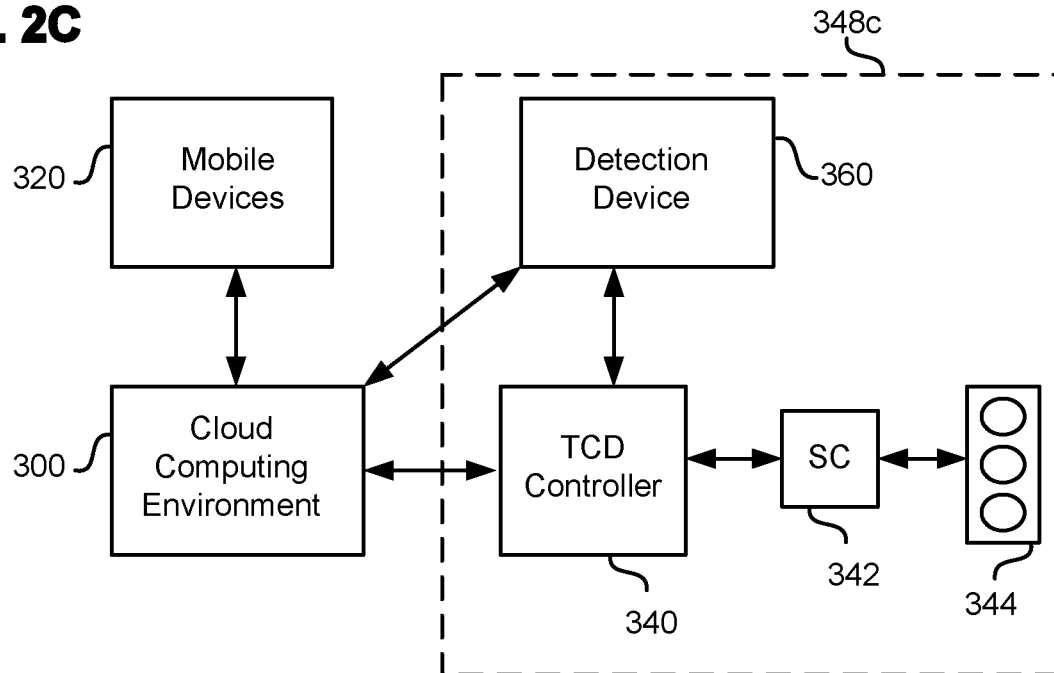 . 2C
348c
Mobile
Devices
320
Detection
Device
360
Cloud
Computing
Environment
300
TCD
Controller
SC
342
344
340